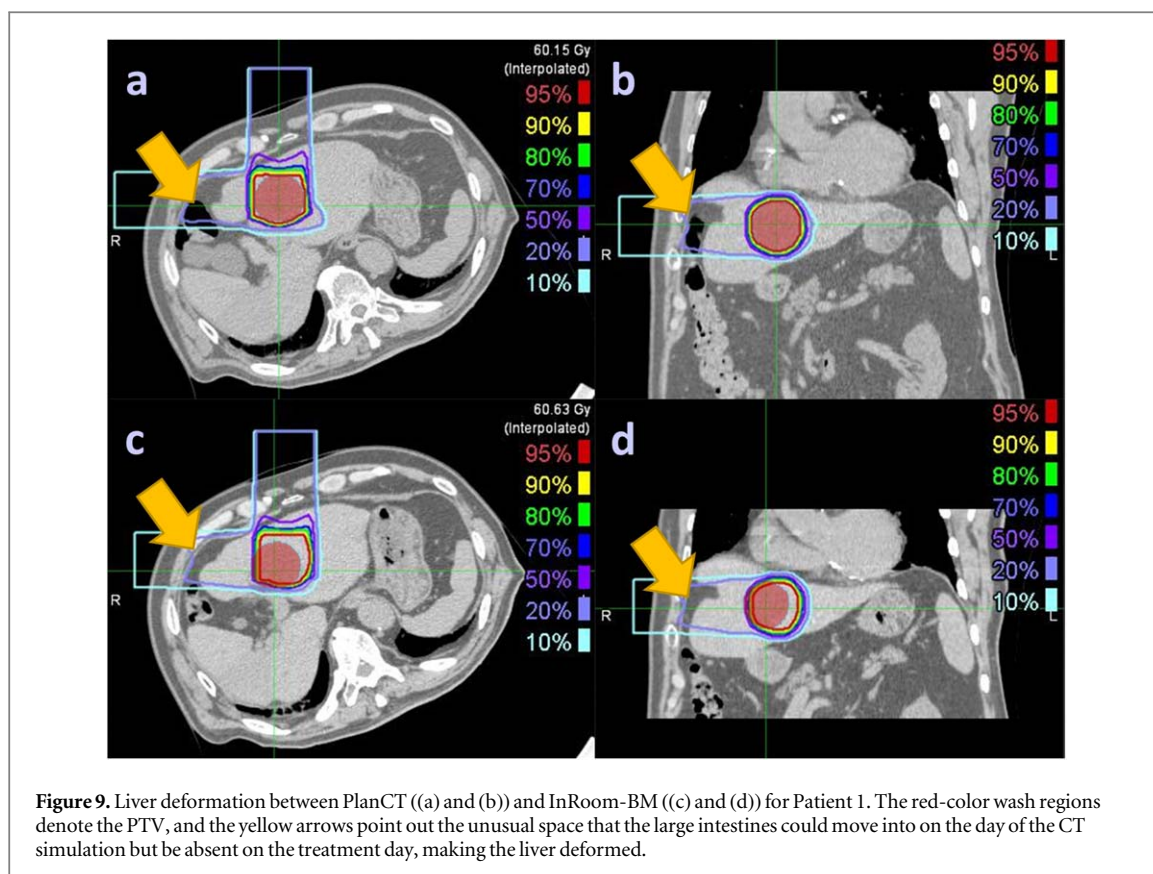 a
60.15 Gy
(Interpolated)
95%
90%
80%
70%
50%
20%
10%
R
b
95%
90%
80%
70%
50%
20%
10%
R
L
c
60.63 Gy
(Interpolated)
95%
90%
80%
70%
50%
20%
10%
R
d
95%
90%
80%
70%
50%
20%
10%
R
L
Figure 9. Liver deformation between PlanCT ((a) and (b)) and InRoom-BM ((c) and (d)) for Patient 1. The red-color wash regions
denote the PTV, and the yellow arrows point out the unusual space that the large intestines could move into on the day of the CT
simulation but be absent on the treatment day, making the liver deformed.